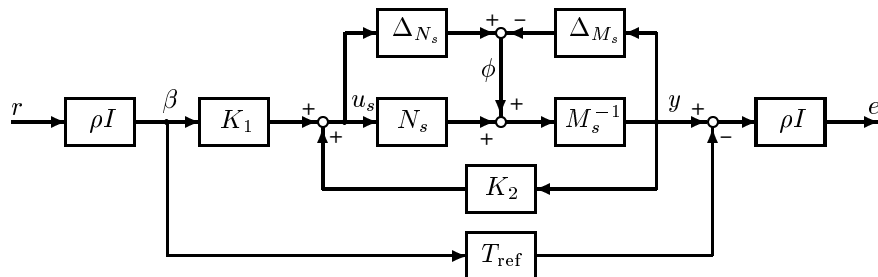 Δ_{N_s} + − Δ_{M_s}
ϕ
r ρI β K_1 + + u_s N_s + + M_s^{-1} y + − ρI e
K_2
T_ref